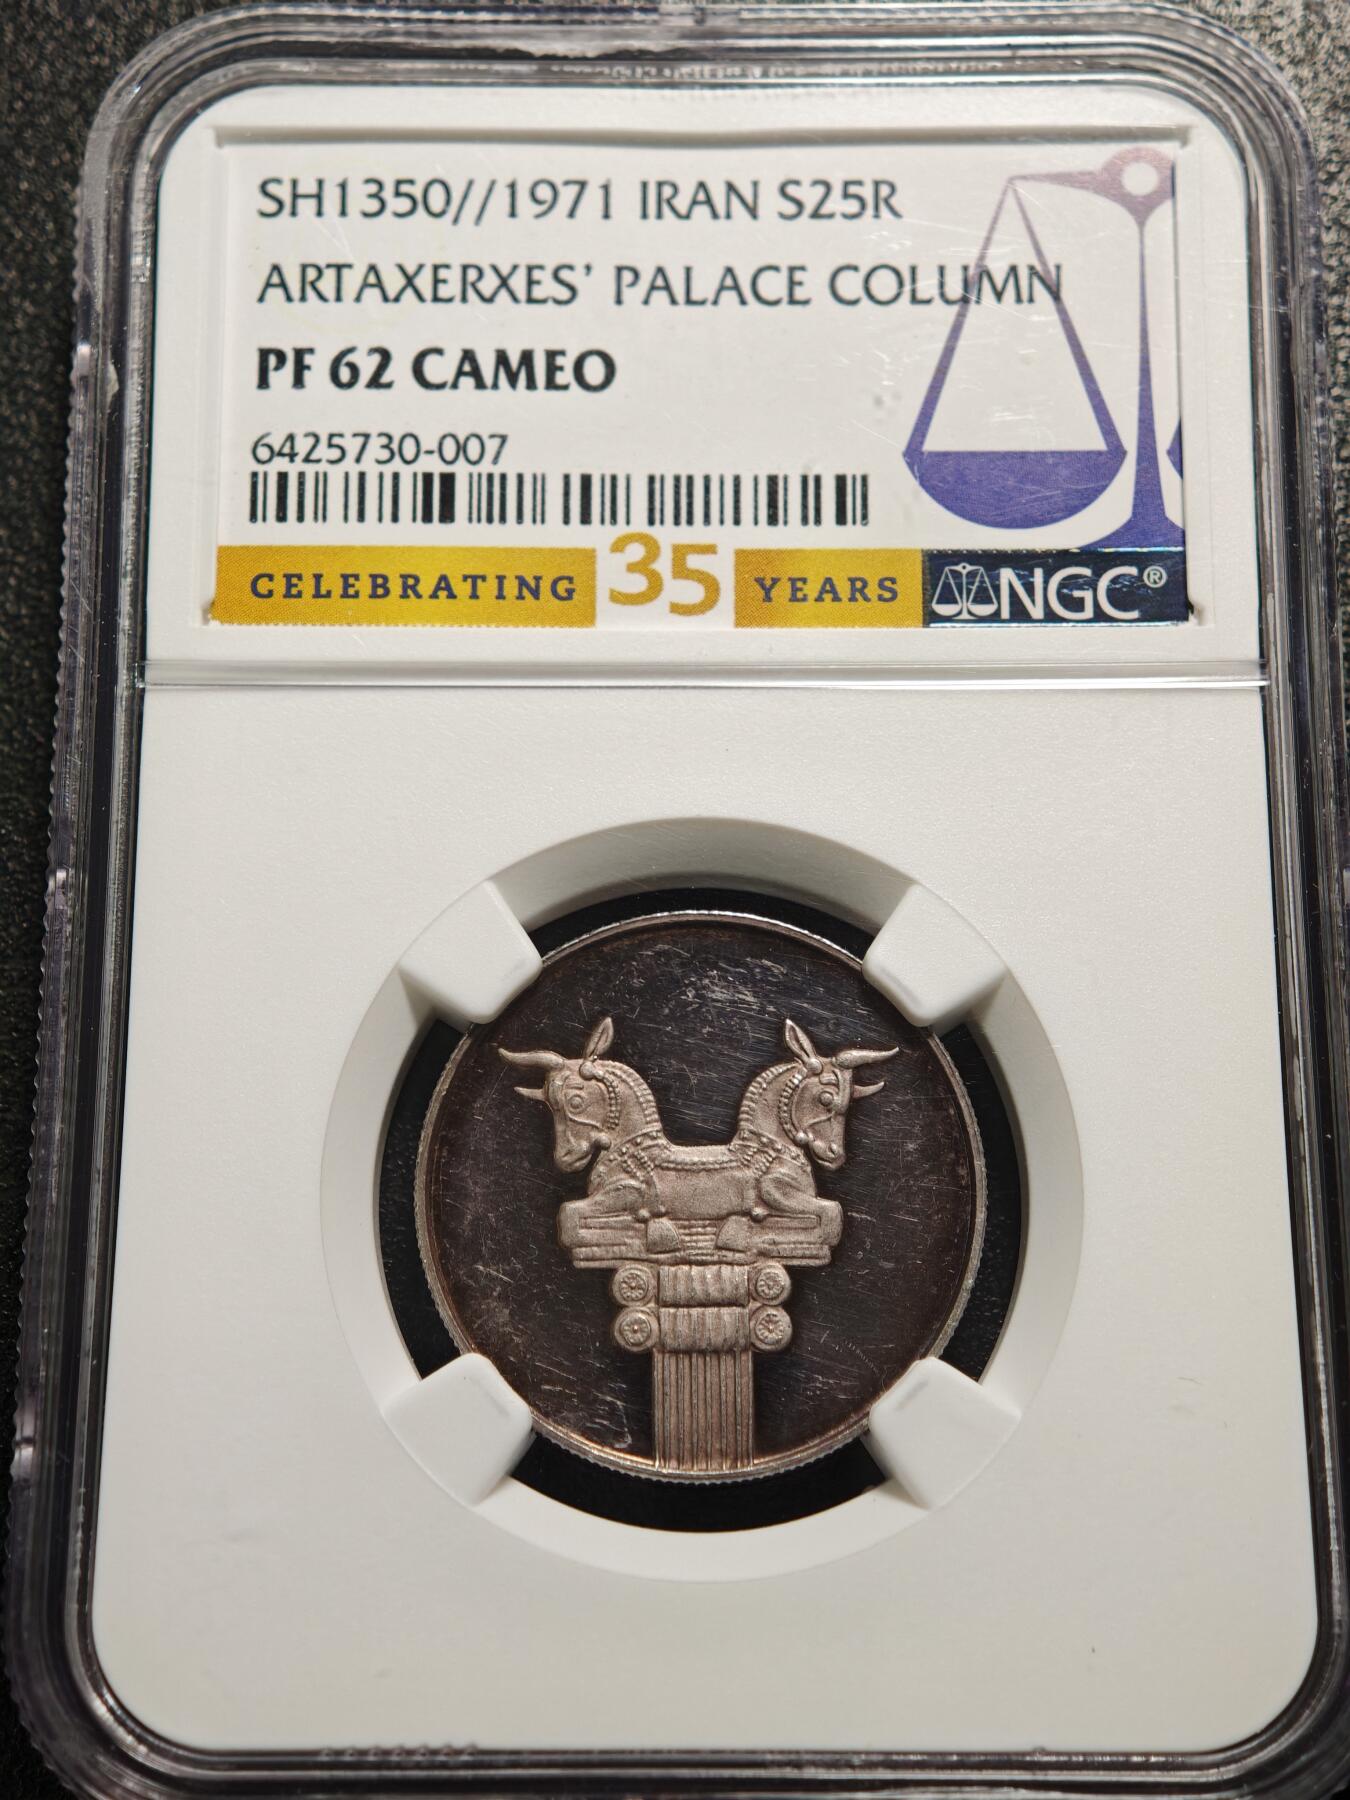 SH1350//1971 IRAN S25R
ARTAXERXES' PALACE COLUMN
PF 62 CAMEO
6425730-007
CELEBRATING 35 YEARS NGC®